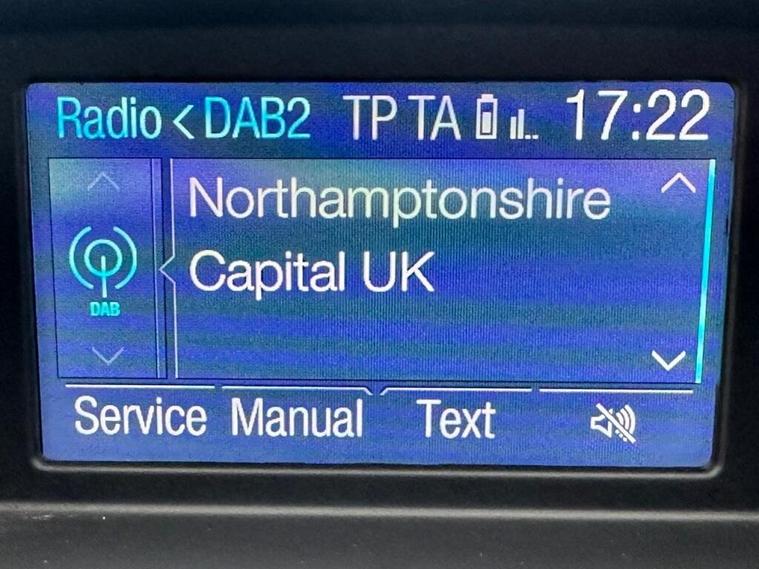 Radio < DAB2 TP TA 17:22
Northamptonshire
Capital UK
DAB
Service Manual Text